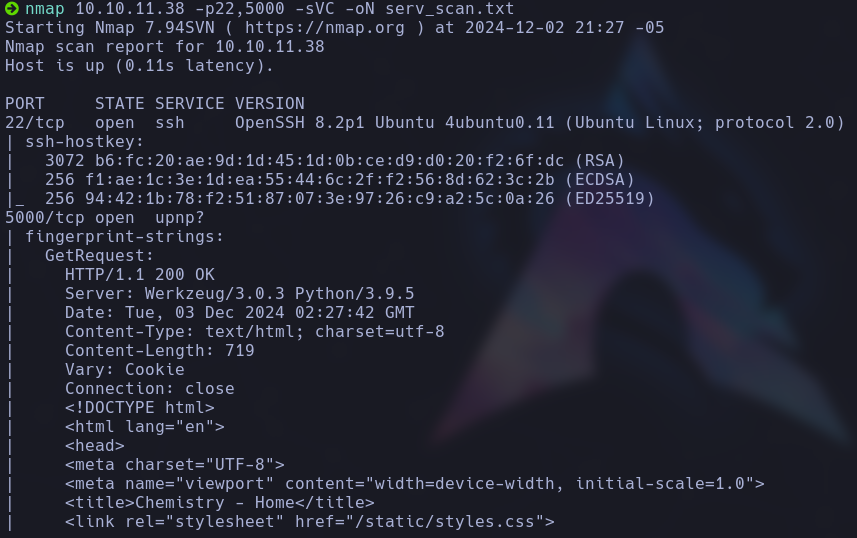 nmap 10.10.11.38 -p22,5000 -sVC -oN serv_scan.txt
Starting Nmap 7.94SVN ( https://nmap.org ) at 2024-12-02 21:27 -05
Nmap scan report for 10.10.11.38
Host is up (0.11s latency).

PORT     STATE SERVICE VERSION
22/tcp   open  ssh     OpenSSH 8.2p1 Ubuntu 4ubuntu0.11 (Ubuntu Linux; protocol 2.0)
| ssh-hostkey:
|   3072 b6:fc:20:ae:9d:1d:45:1d:0b:ce:d9:d0:20:f2:6f:dc (RSA)
|   256 f1:ae:1c:3e:1d:ea:55:44:6c:2f:f2:56:8d:62:3c:2b (ECDSA)
|_  256 94:42:1b:78:f2:51:87:07:3e:97:26:c9:a2:5c:0a:26 (ED25519)
5000/tcp open  upnp?
| fingerprint-strings:
|   GetRequest:
|     HTTP/1.1 200 OK
|     Server: Werkzeug/3.0.3 Python/3.9.5
|     Date: Tue, 03 Dec 2024 02:27:42 GMT
|     Content-Type: text/html; charset=utf-8
|     Content-Length: 719
|     Vary: Cookie
|     Connection: close
|     <!DOCTYPE html>
|     <html lang="en">
|     <head>
|     <meta charset="UTF-8">
|     <meta name="viewport" content="width=device-width, initial-scale=1.0">
|     <title>Chemistry - Home</title>
|     <link rel="stylesheet" href="/static/styles.css">